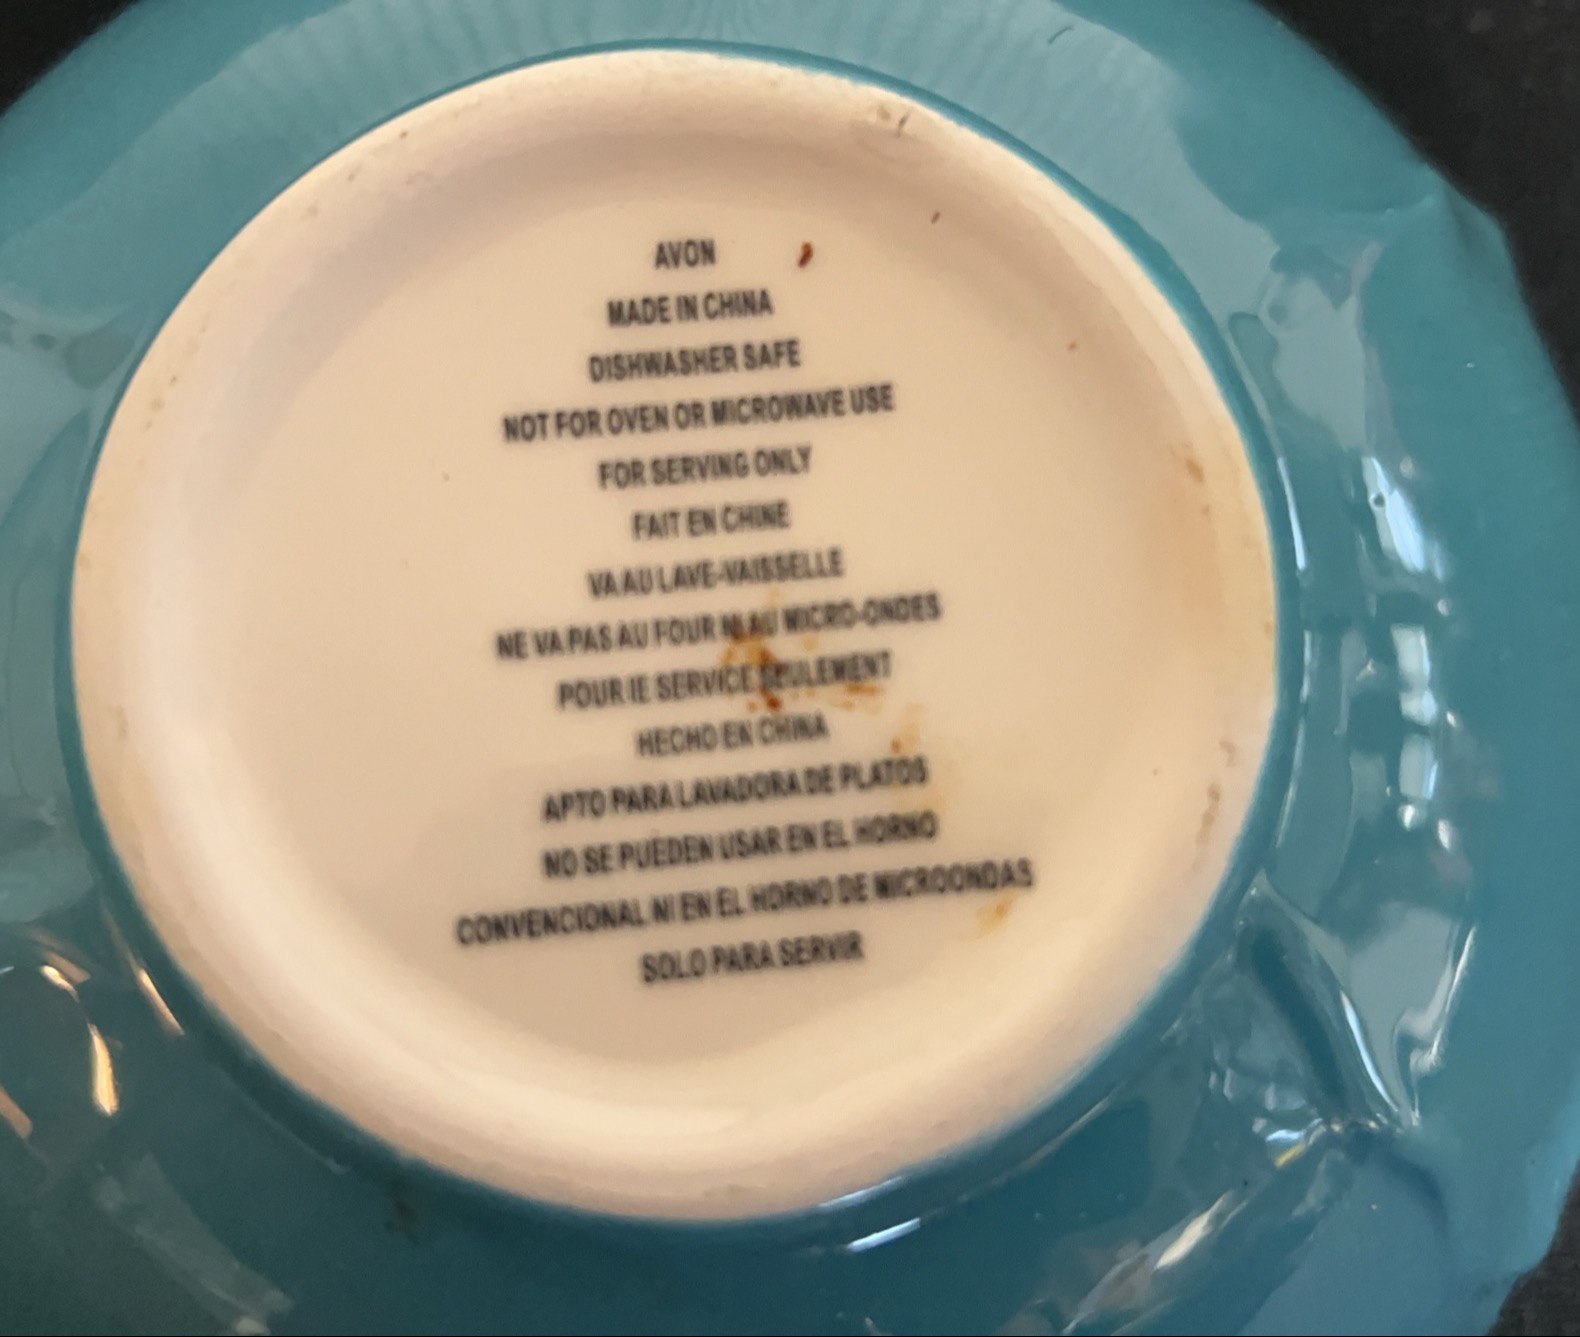 AVON
MADE IN CHINA
DISHWASHER SAFE
NOT FOR OVEN OR MICROWAVE USE
FOR SERVING ONLY
FAIT EN CHINE
VA AU LAVE-VAISSELLE
NE VA PAS AU FOUR NI AU MICRO-ONDES
POUR IE SERVICE SEULEMENT
HECHO EN CHINA
APTO PARA LAVADORA DE PLATOS
NO SE PUEDEN USAR EN EL HORNO
CONVENCIONAL NI EN EL HORNO DE MICROONDAS
SOLO PARA SERVIR